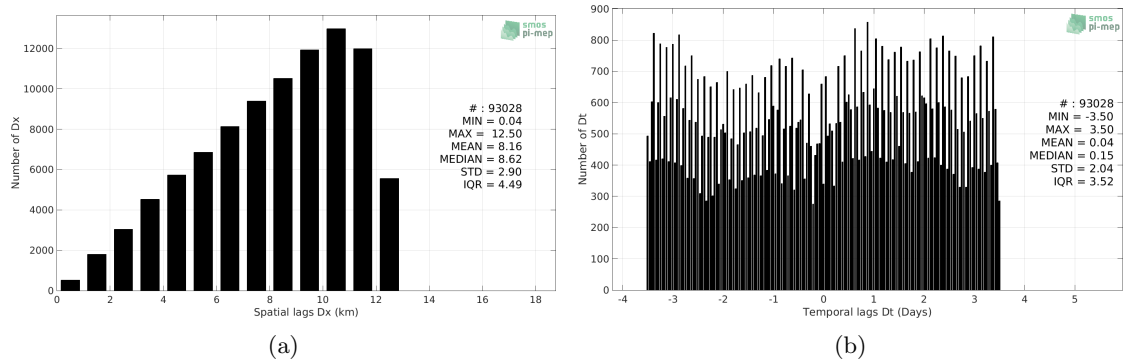 12000
10000
8000
6000
4000
2000
0
Number of Dx
0 2 4 6 8 10 12 14 16 18
Spatial lags Dx (km)
smos
pi-mep
# : 93028
MIN = 0.04
MAX = 12.50
MEAN = 8.16
MEDIAN = 8.62
STD = 2.90
IQR = 4.49
(a)
900
800
700
600
500
400
300
200
100
0
Number of Dt
-4 -3 -2 -1 0 1 2 3 4 5
Temporal lags Dt (Days)
smos
pi-mep
# : 93028
MIN = -3.50
MAX = 3.50
MEAN = 0.04
MEDIAN = 0.15
STD = 2.04
IQR = 3.52
(b)